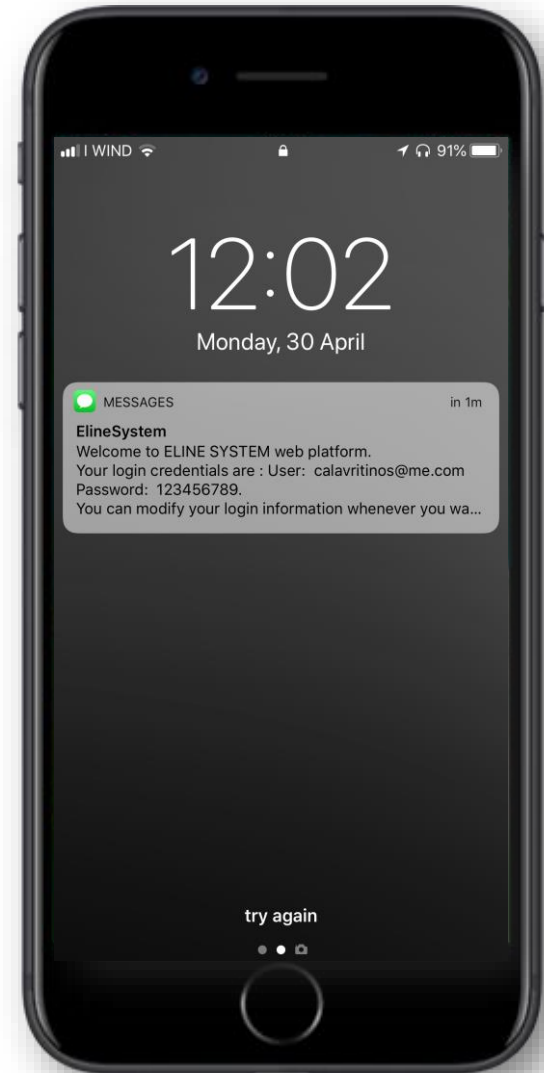 I WIND 91%
12:02
Monday, 30 April
MESSAGES in 1m
ElineSystem
Welcome to ELINE SYSTEM web platform.
Your login credentials are : User: calavritinos@me.com
Password: 123456789.
You can modify your login information whenever you wa...
try again